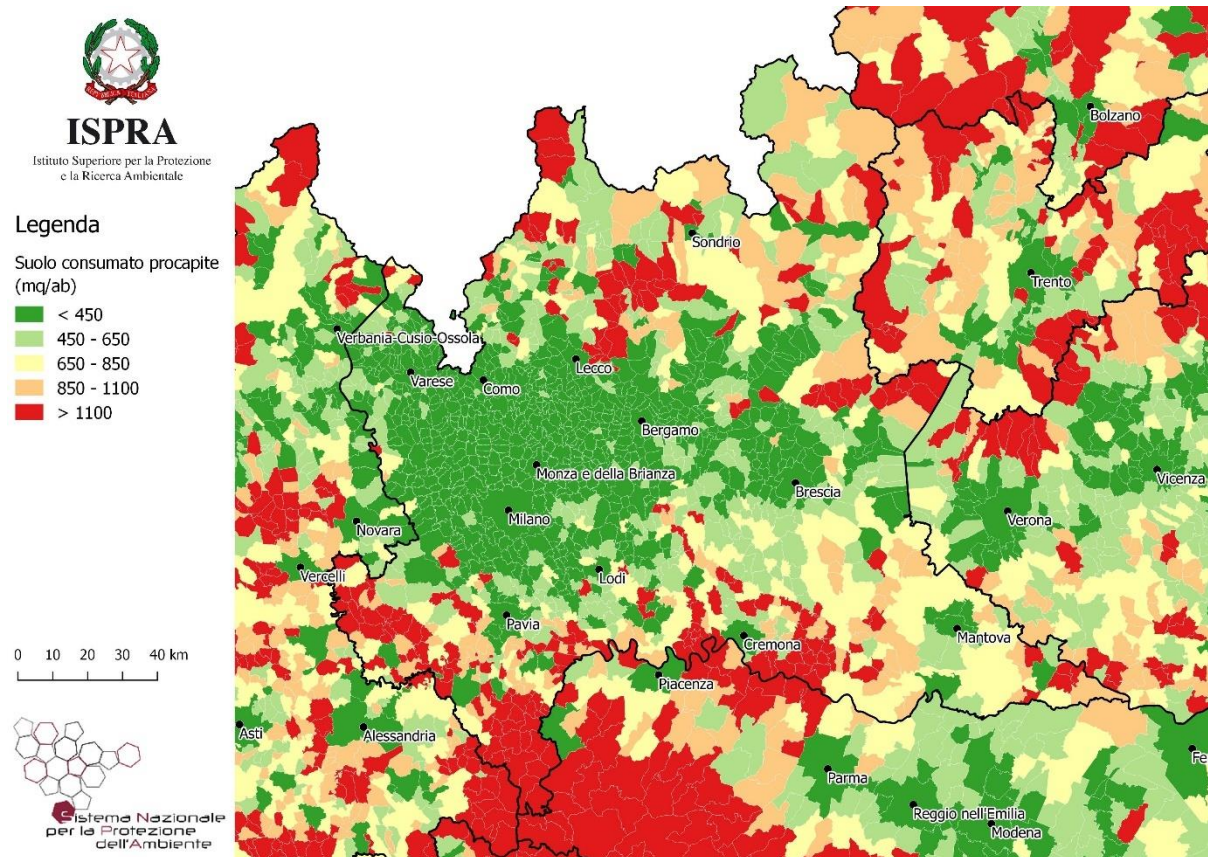 REPVBBLICA ITALIANA
ISPRA
Istituto Superiore per la Protezione
e la Ricerca Ambientale
Legenda
Suolo consumato procapite
(mq/ab)
< 450
450 - 650
650 - 850
850 - 1100
> 1100
0 10 20 30 40 km
Sistema Nazionale
per la Protezione
dell'Ambiente
Bolzano
Sondrio
Trento
Verbania-Cusio-Ossola
Lecco
Varese
Como
Bergamo
Monza e della Brianza
Brescia
Vicenza
Milano
Verona
Novara
Vercelli
Lodi
Pavia
Mantova
Cremona
Piacenza
Asti
Alessandria
Fe
Parma
Reggio nell'Emilia
Modena